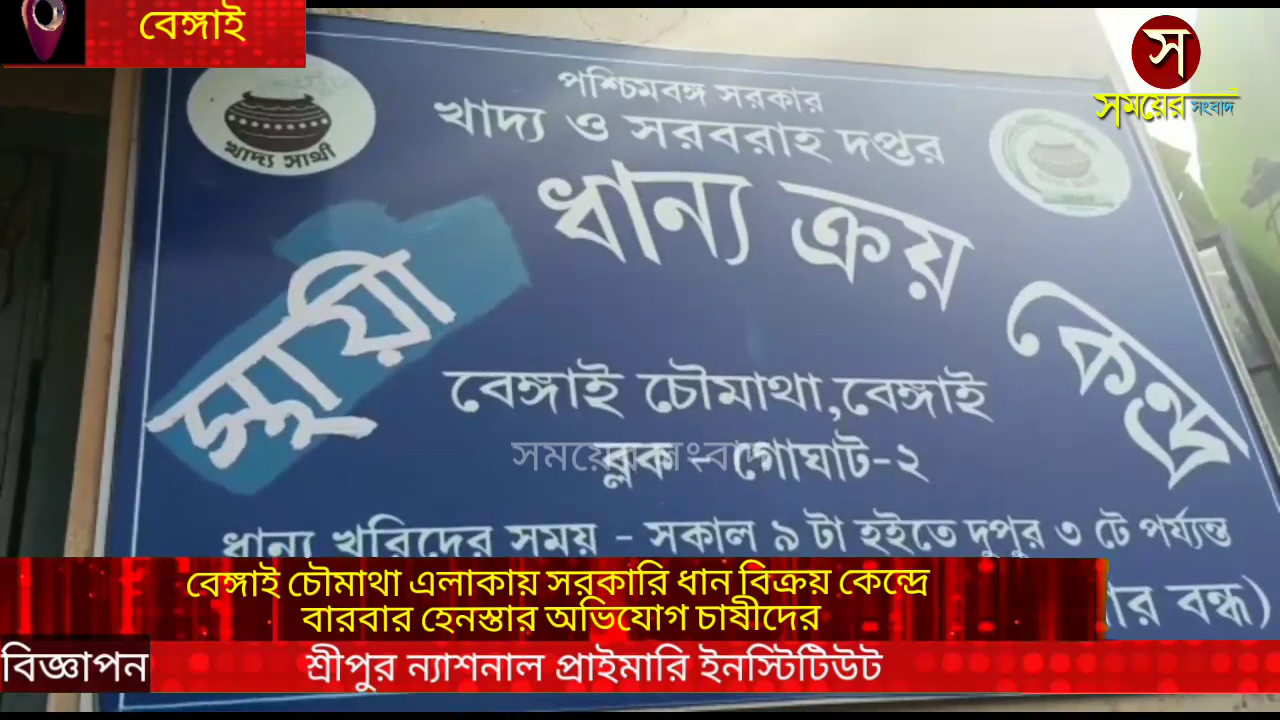 বেঙ্গাই
স
সময়ের সংবাদ
খাদ্য সাথী
পশ্চিমবঙ্গ সরকার
খাদ্য ও সরবরাহ দপ্তর
স্থায়ী ধান্য ক্রয় কেন্দ্র
বেঙ্গাই চৌমাথা,বেঙ্গাই
ব্লক - গোঘাট-২
সময়ের সংবাদ
ধান্য খরিদের সময় - সকাল ৯ টা হইতে দুপুর ৩ টে পর্য্যন্ত
বন্ধ)
বেঙ্গাই চৌমাথা এলাকায় সরকারি ধান বিক্রয় কেন্দ্রে
বারবার হেনস্তার অভিযোগ চাষীদের
বিজ্ঞাপন
শ্রীপুর ন্যাশনাল প্রাইমারি ইনস্টিটিউট